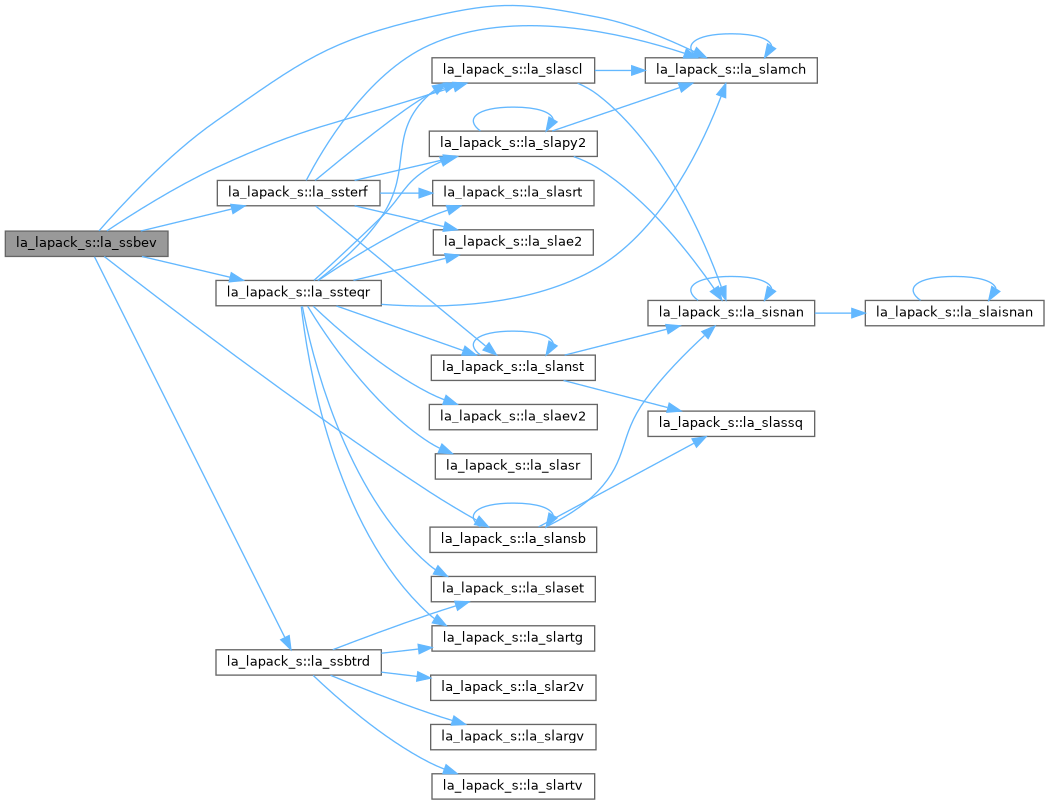 la_lapack_s::la_ssbev
la_lapack_s::la_ssterf
la_lapack_s::la_ssteqr
la_lapack_s::la_ssbtrd
la_lapack_s::la_slascl
la_lapack_s::la_slapy2
la_lapack_s::la_slasrt
la_lapack_s::la_slae2
la_lapack_s::la_slanst
la_lapack_s::la_slaev2
la_lapack_s::la_slasr
la_lapack_s::la_slansb
la_lapack_s::la_slaset
la_lapack_s::la_slartg
la_lapack_s::la_slar2v
la_lapack_s::la_slargv
la_lapack_s::la_slartv
la_lapack_s::la_slamch
la_lapack_s::la_sisnan
la_lapack_s::la_slassq
la_lapack_s::la_slaisnan